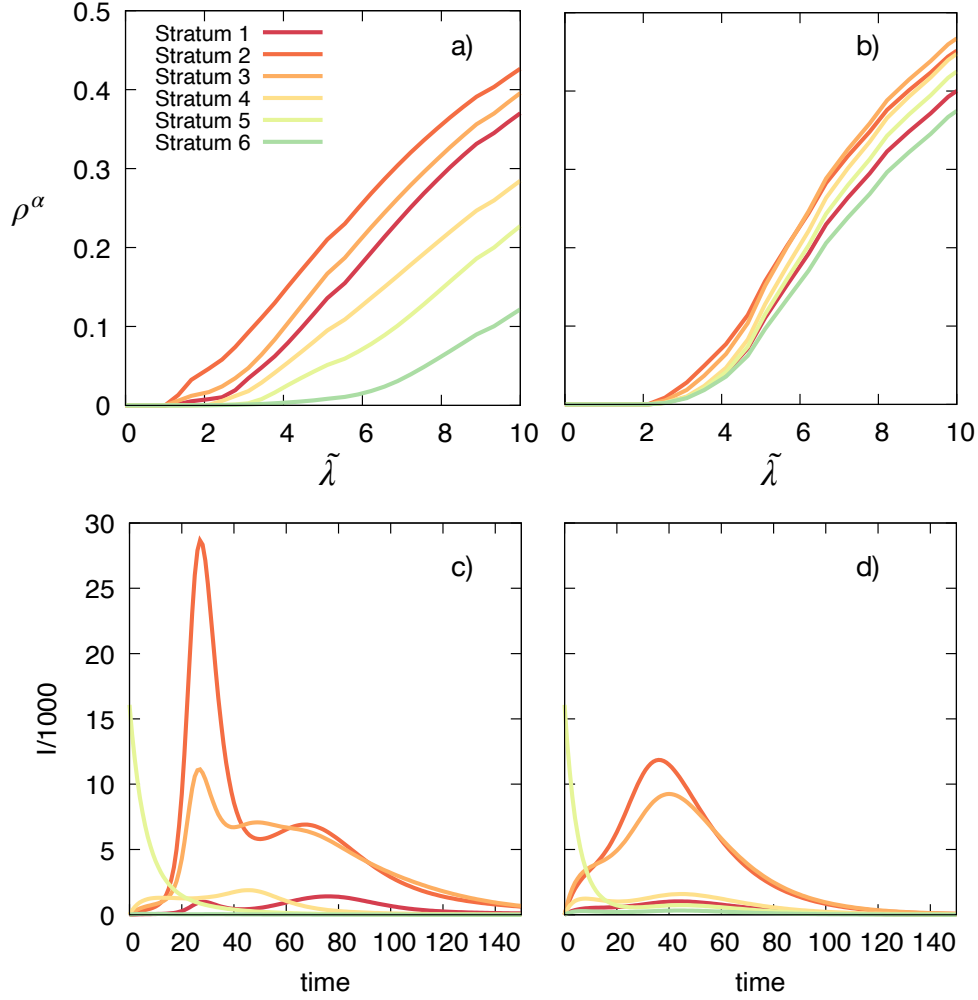 a)
b)
Stratum 1
Stratum 2
Stratum 3
Stratum 4
Stratum 5
Stratum 6
0.5
0.4
0.3
0.2
0.1
0
ρ^α
0 2 4 6 8 10
0 2 4 6 8 10
λ̃
λ̃
c)
d)
30
25
20
15
10
5
0
I/1000
0 20 40 60 80 100 120 140
0 20 40 60 80 100 120 140
time
time